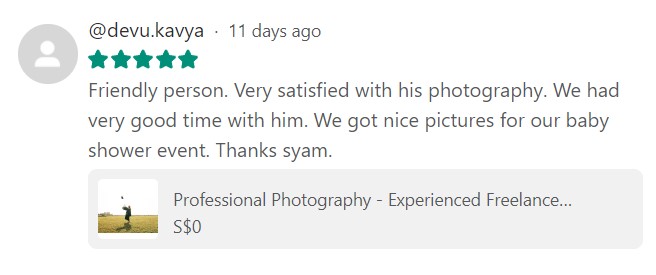 @devu.kavya · 11 days ago
Friendly person. Very satisfied with his photography. We had
very good time with him. We got nice pictures for our baby
shower event. Thanks syam.
Professional Photography - Experienced Freelance...
S$0